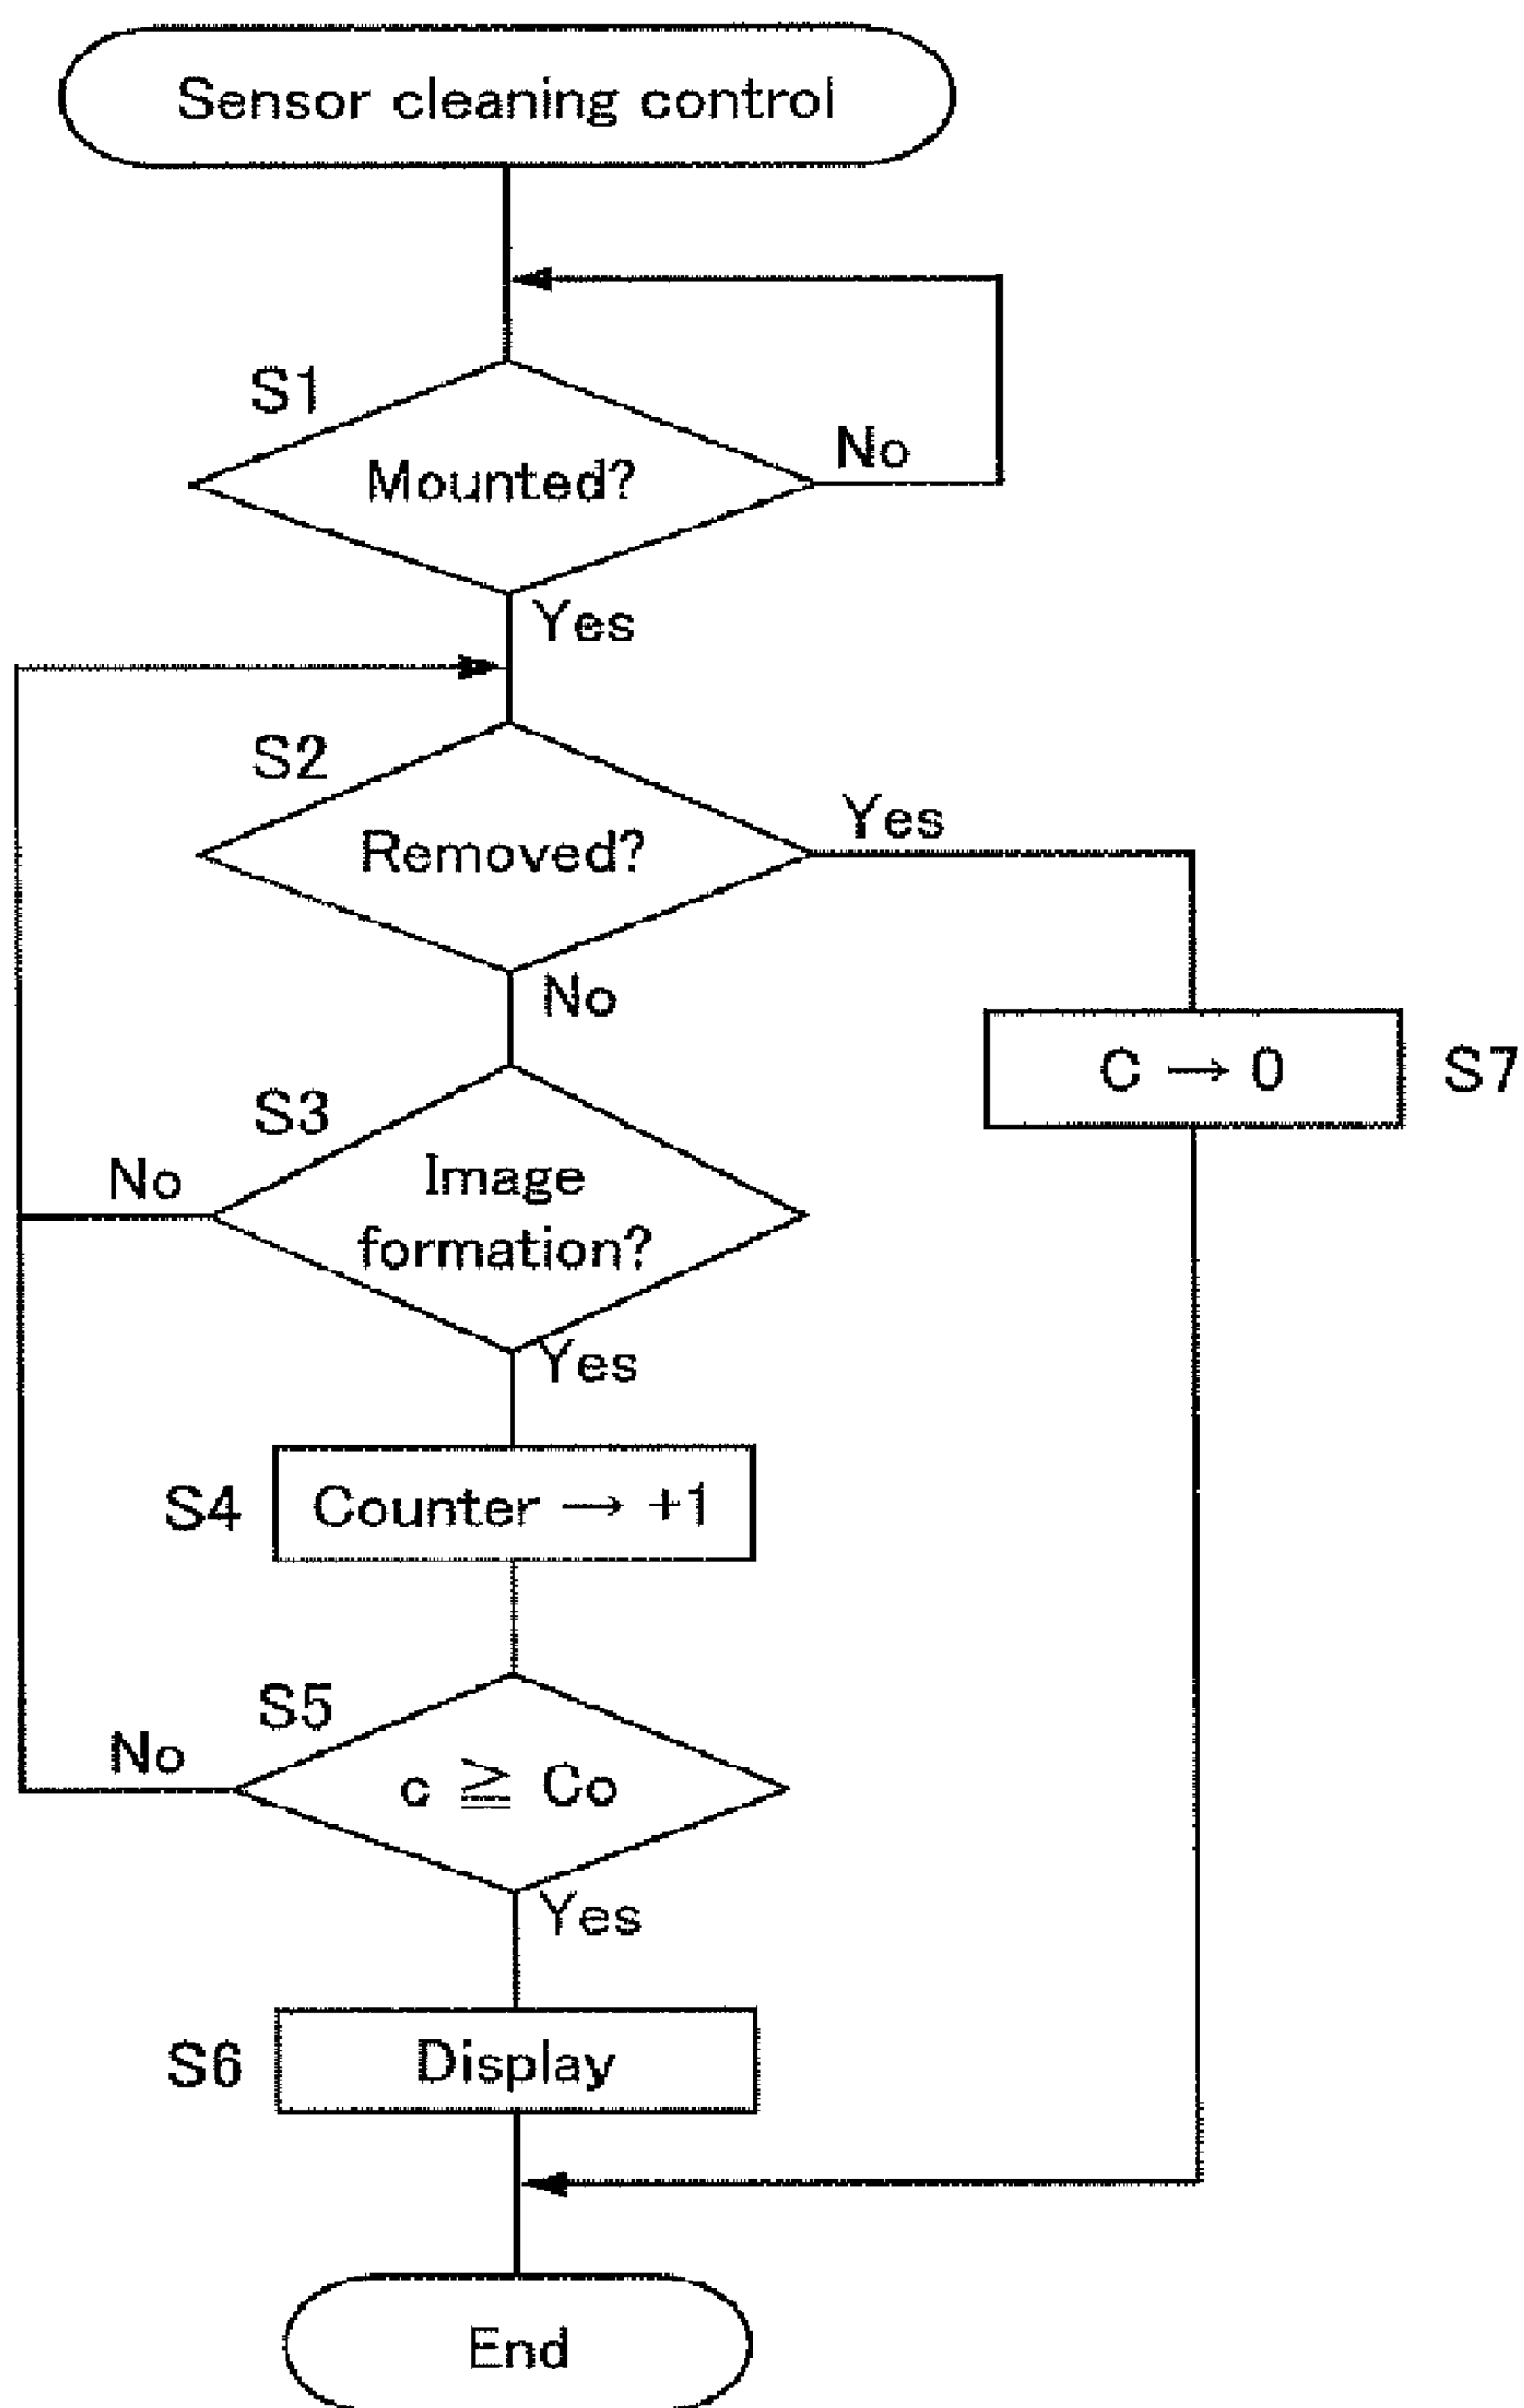 Sensor cleaning control
S1
Mounted?
No
Yes
S2
Removed?
Yes
No
C → 0
S7
S3
Image
formation?
No
Yes
S4
Counter → +1
S5
c ≧ Co
No
Yes
S6
Display
End